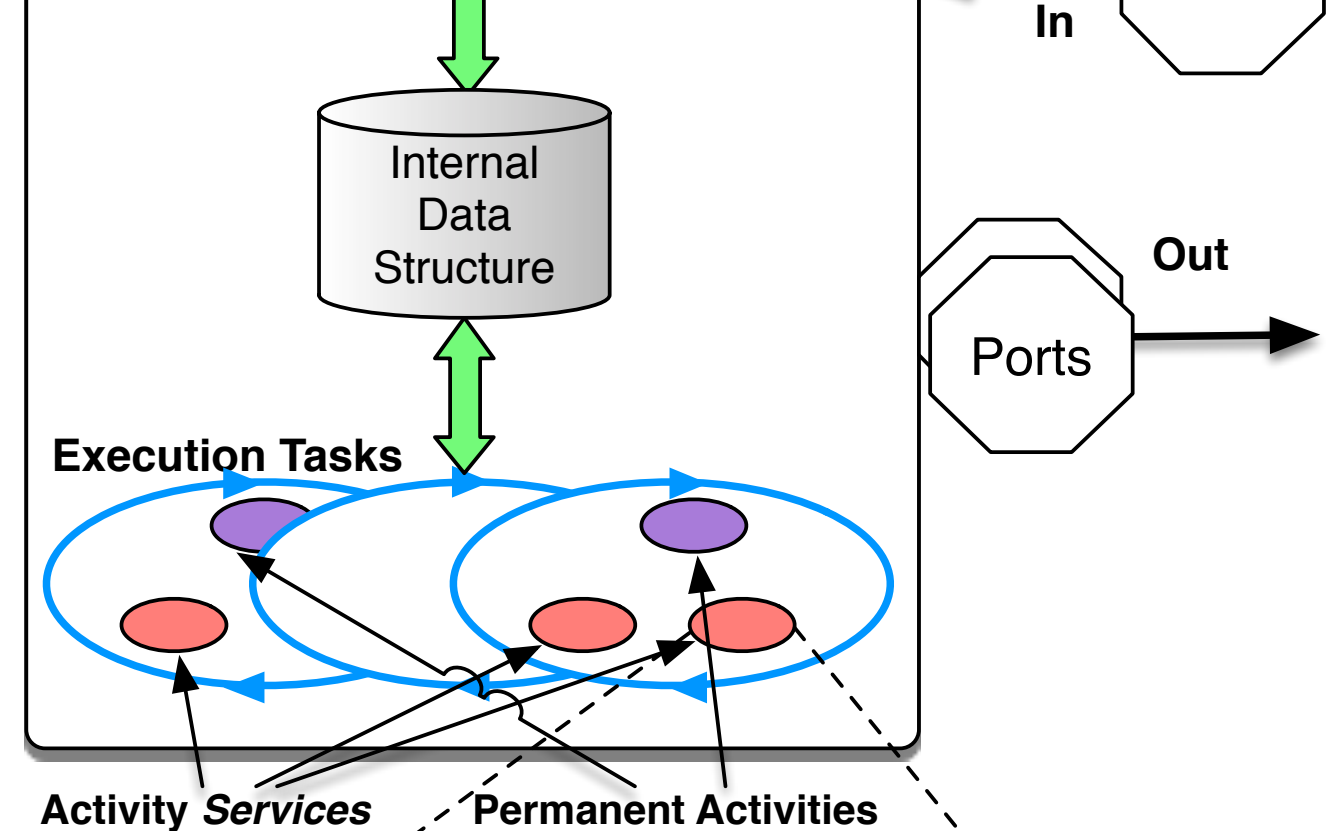 In
Internal
Data
Structure
Out
Ports
Execution Tasks
Activity Services
Permanent Activities